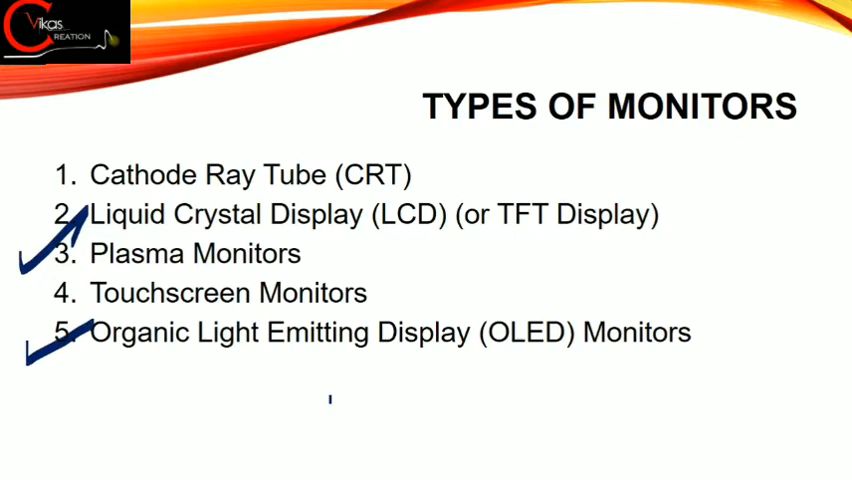 Vikas
CREATION
TYPES OF MONITORS
1. Cathode Ray Tube (CRT)
2. Liquid Crystal Display (LCD) (or TFT Display)
3. Plasma Monitors
4. Touchscreen Monitors
5. Organic Light Emitting Display (OLED) Monitors